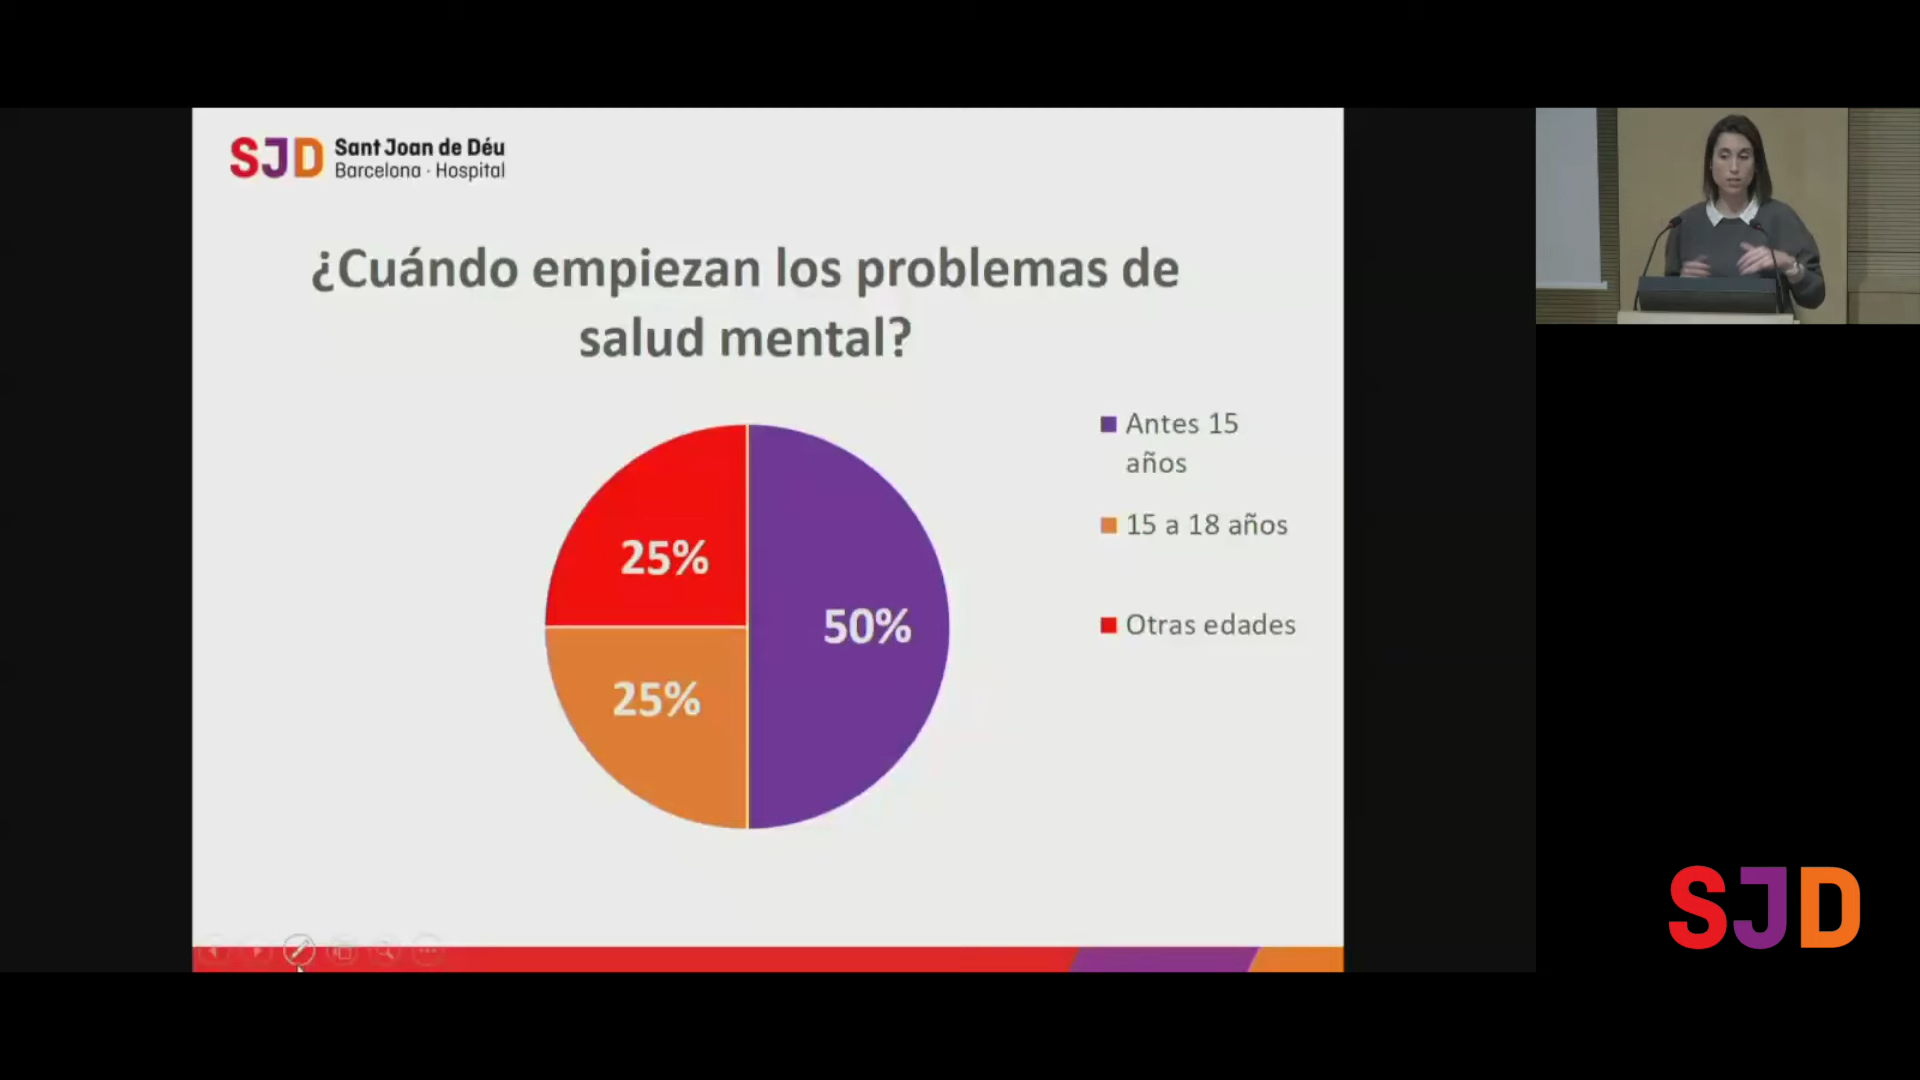 SJD Sant Joan de Déu
Barcelona · Hospital
¿Cuándo empiezan los problemas de
salud mental?
Antes 15
años
15 a 18 años
Otras edades
25%
50%
25%
SJD